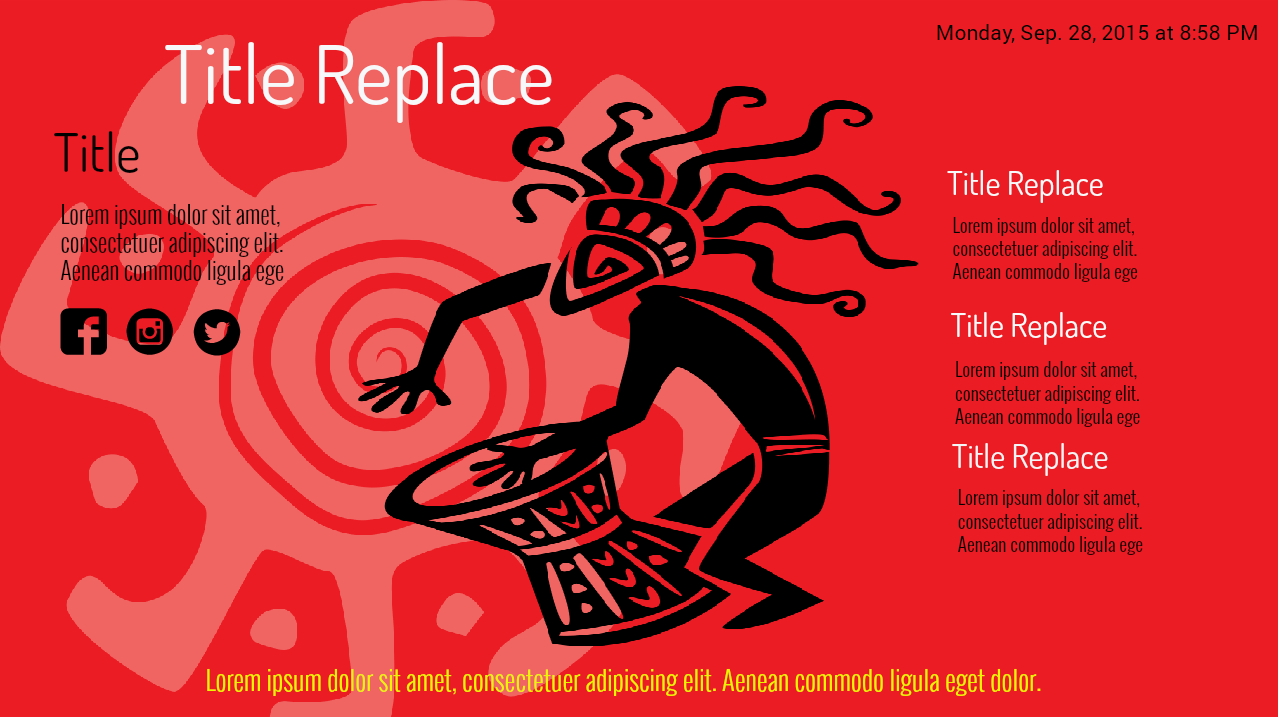 Monday, Sep. 28, 2015 at 8:58 PM
Title Replace
Title
Lorem ipsum dolor sit amet,
consectetuer adipiscing elit.
Aenean commodo ligula ege
Title Replace
Lorem ipsum dolor sit amet,
consectetuer adipiscing elit.
Aenean commodo ligula ege
Title Replace
Lorem ipsum dolor sit amet,
consectetuer adipiscing elit.
Aenean commodo ligula ege
Title Replace
Lorem ipsum dolor sit amet,
consectetuer adipiscing elit.
Aenean commodo ligula ege
Lorem ipsum dolor sit amet, consectetuer adipiscing elit. Aenean commodo ligula eget dolor.